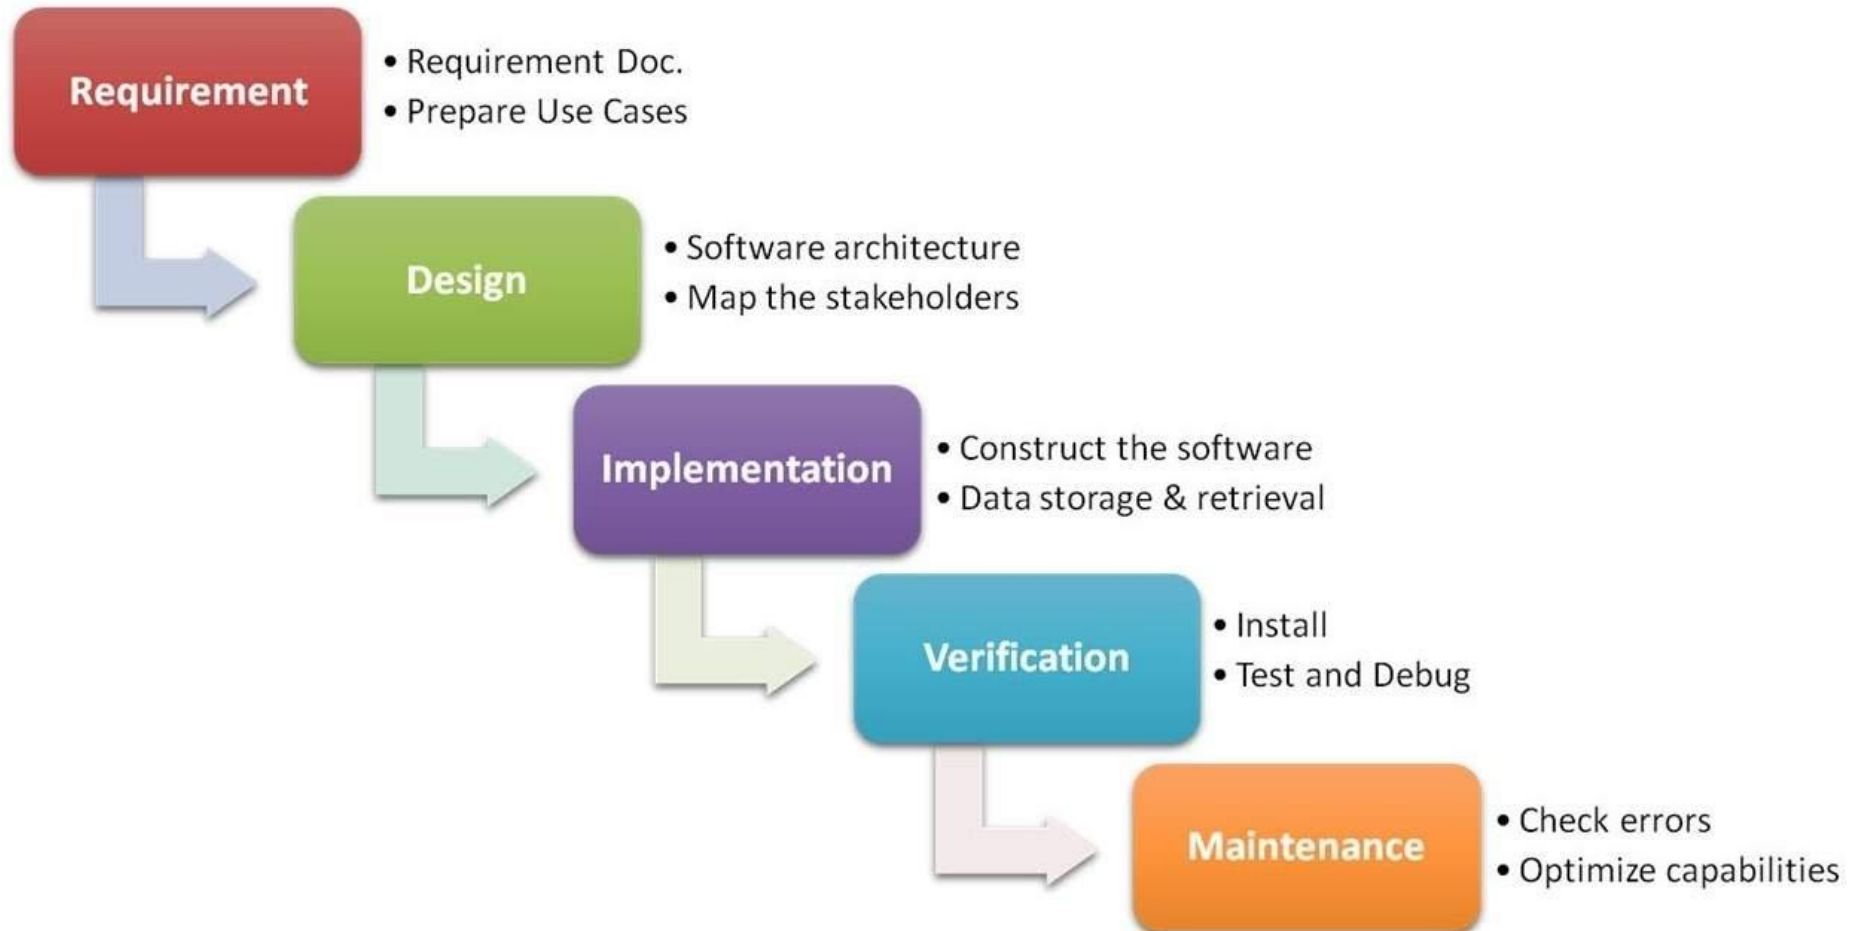 Requirement
• Requirement Doc.
• Prepare Use Cases
Design
• Software architecture
• Map the stakeholders
Implementation
• Construct the software
• Data storage & retrieval
Verification
• Install
• Test and Debug
Maintenance
• Check errors
• Optimize capabilities